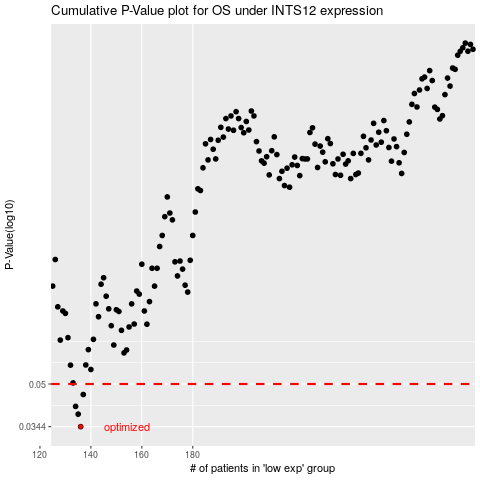 Cumulative P-Value plot for OS under INTS12 expression
P-Value(log10)
0.05
0.0344
optimized
120 140 160 180
# of patients in 'low exp' group